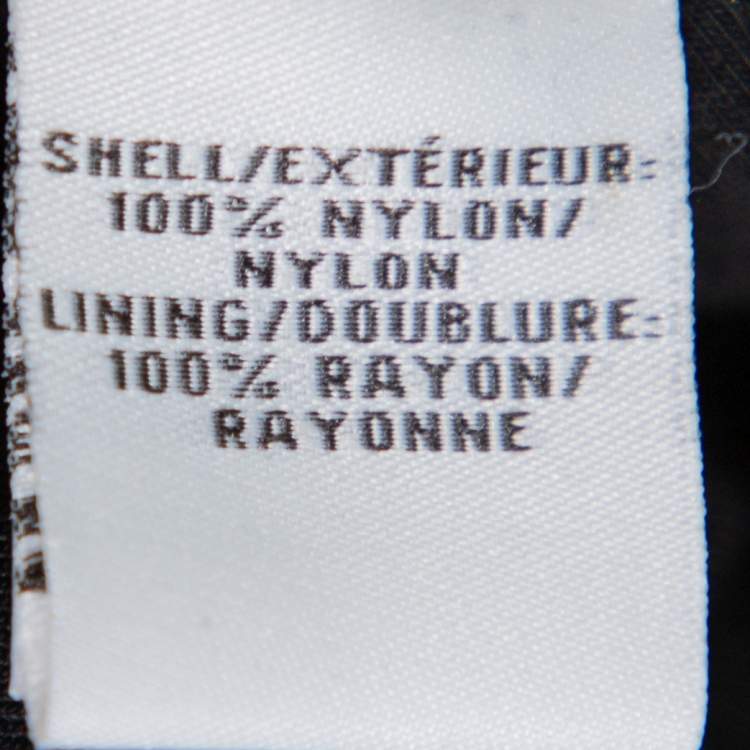 SHELL/EXTÉRIEUR:
100% NYLON/
NYLON
LINING/DOUBLURE:
100% RAYON/
RAYONNE